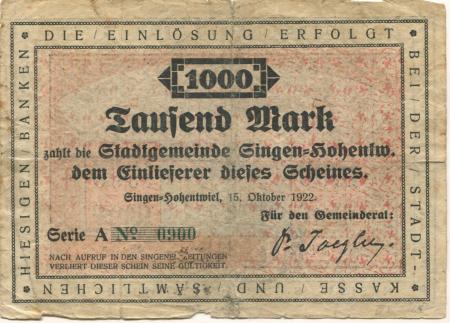 DIE / EINLÖSUNG / ERFOLGT
BEI / DER / STADT-
KASSE / UND / SÄMTLICHEN
HIESIGEN / BANKEN
1000
Tausend Mark
zahlt die Stadtgemeinde Singen-Hohentw.
dem Einlieferer dieses Scheines.
Singen-Hohentwiel, 15. Oktober 1922.
Für den Gemeinderat:
Serie A No 0900
NACH AUFRUF IN DEN SINGENER ZEITUNGEN
VERLIERT DIESER SCHEIN SEINE GÜLTIGKEIT.